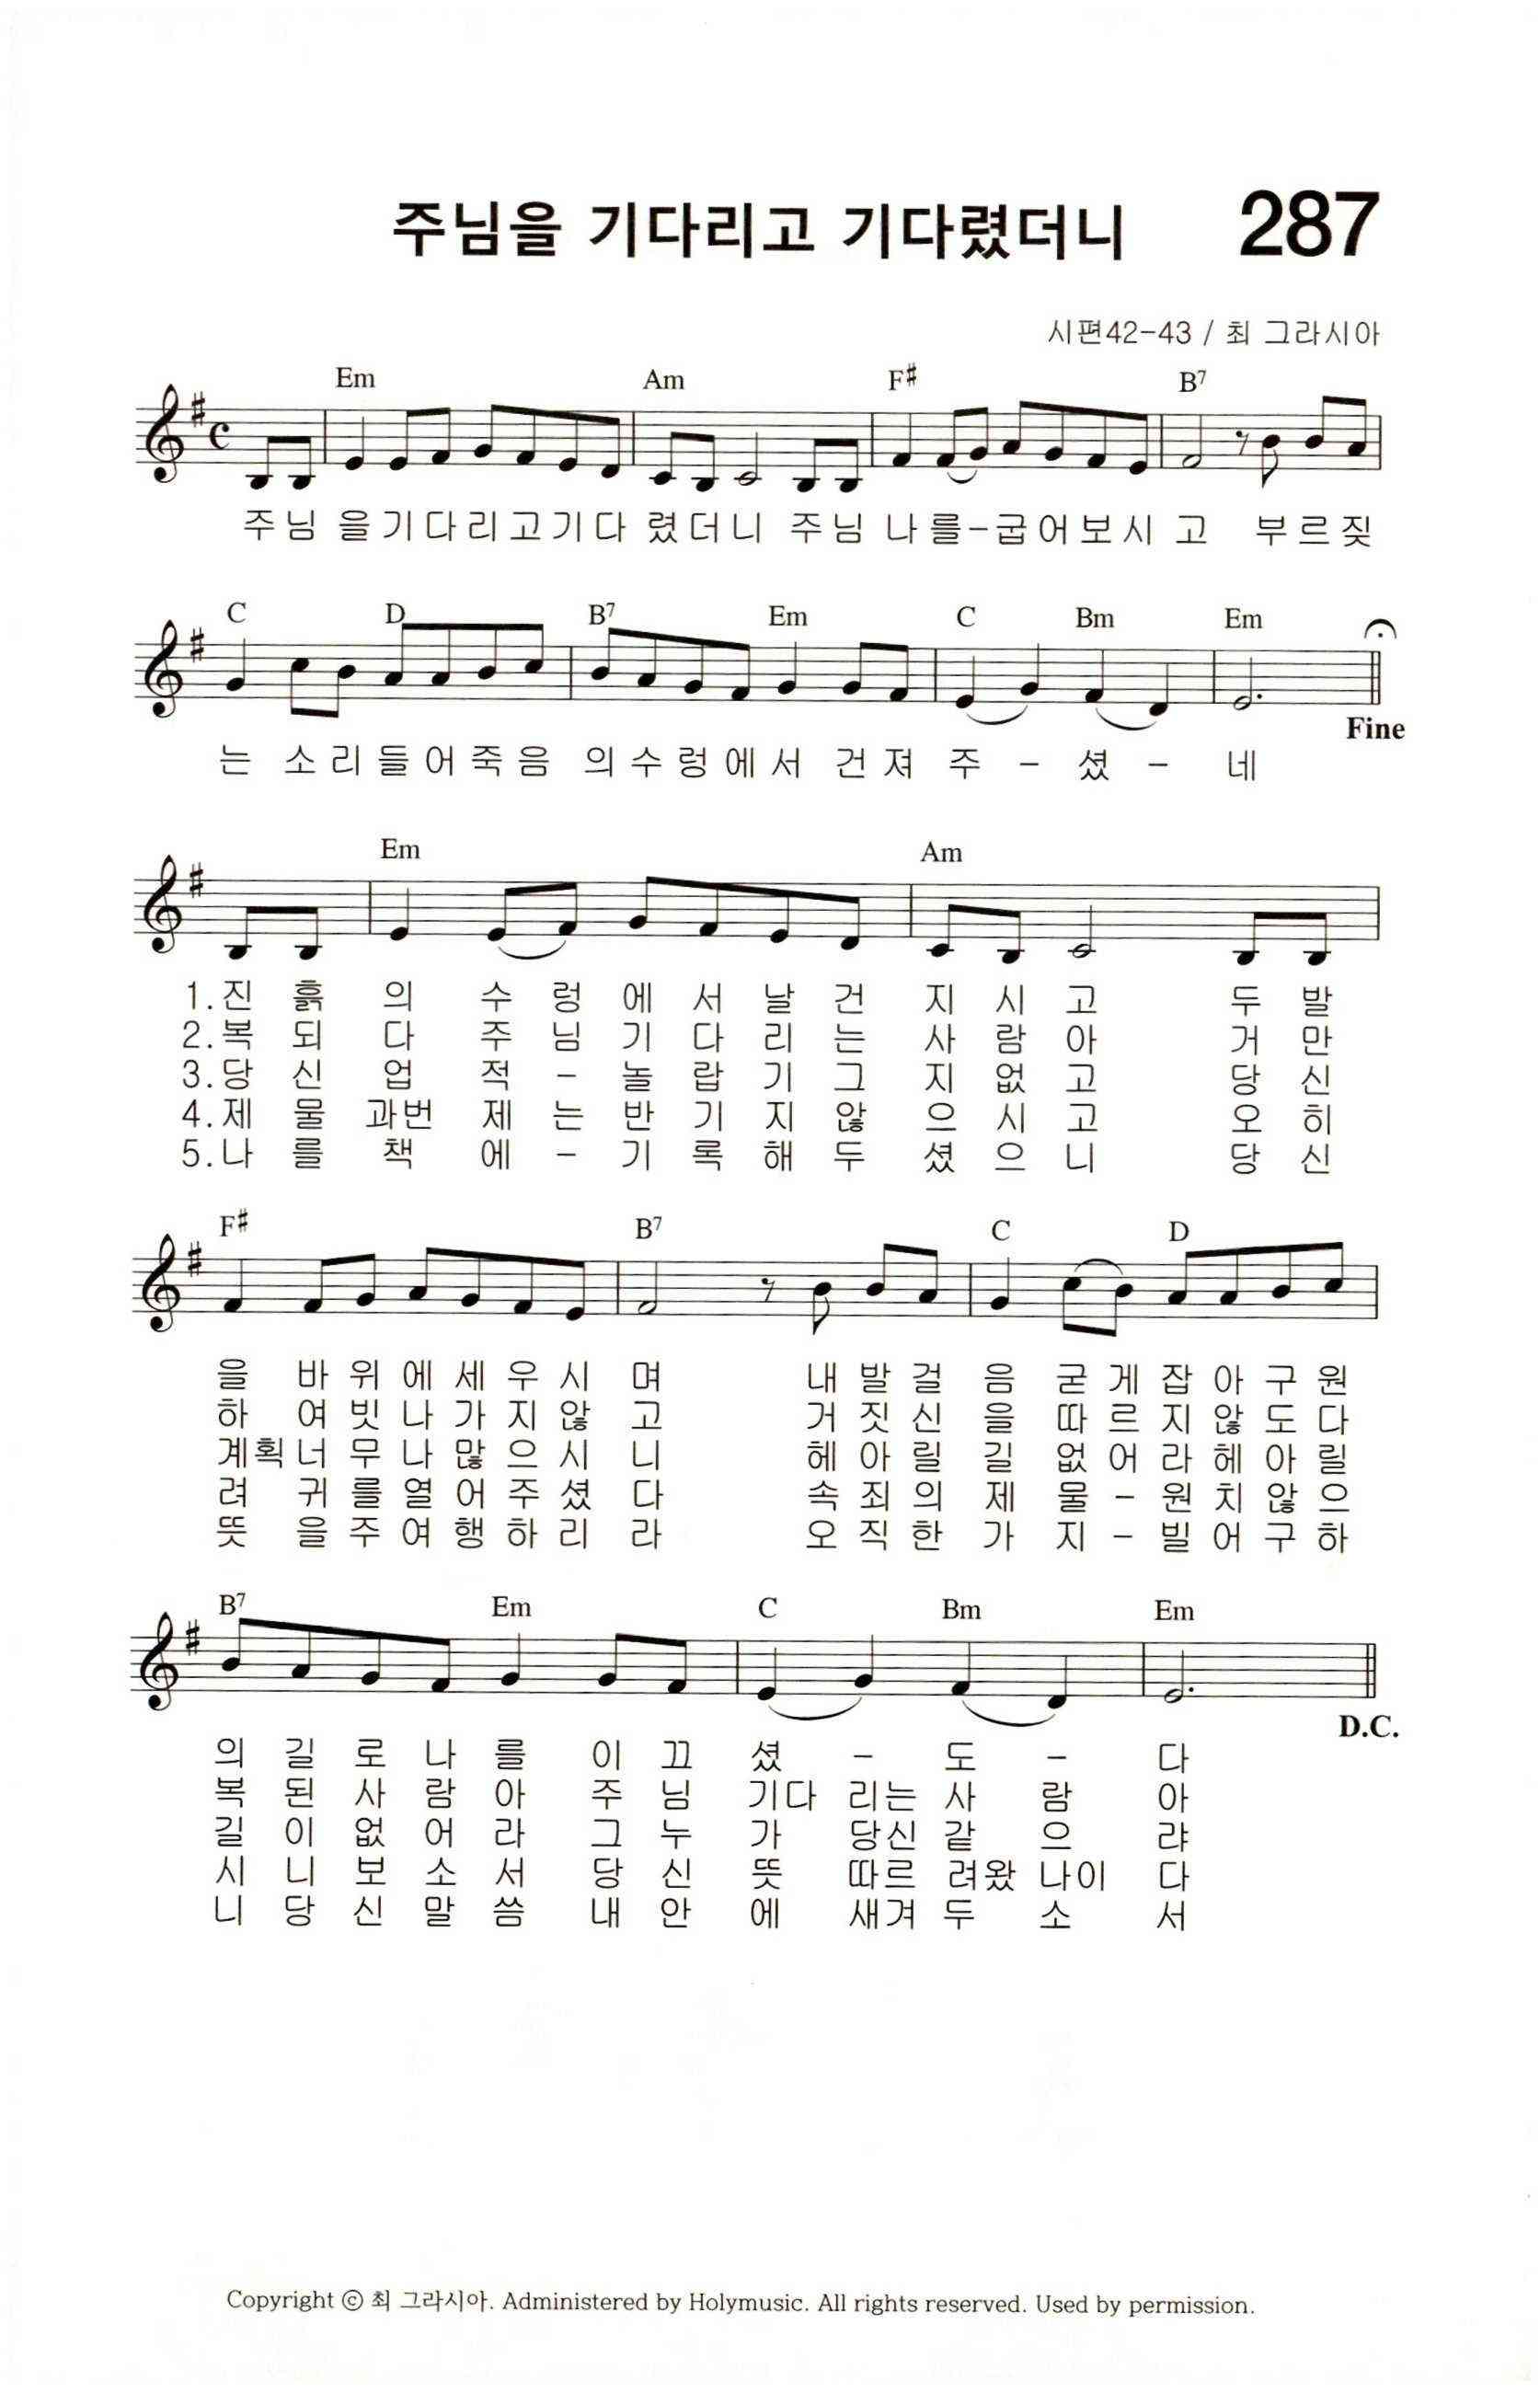 주님을 기다리고 기다렸더니 287
시편42-43 / 최 그라시아
Em Am F# B7
주님 을기다리고기다 렸더니 주님 나를-굽어보시 고 부르짖
C D B7 Em C Bm Em
Fine
는 소리들어죽음 의수렁에서 건져 주 - 셨 - 네
Em Am
1.진 흙 의 수 렁 에 서 날 건 지 시 고 두 발
2.복 되 다 주 님 기 다 리 는 사 람 아 거 만
3.당 신 업 적 - 놀 랍 기 그 지 없 고 당 신
4.제 물 과번 제 는 반 기 지 않 으 시 고 오 히
5.나 를 책 에 - 기 록 해 두 셨 으 니 당 신
F# B7 C D
을 바 위 에 세 우 시 며 내 발 걸 음 굳 게 잡 아 구 원
하 여 빗 나 가 지 않 고 거 짓 신 을 따 르 지 않 도 다
계획 너 무 나 많 으 시 니 헤 아 릴 길 없 어 라 헤 아 릴
려 귀 를 열 어 주 셨 다 속 죄 의 제 물 - 원 치 않 으
뜻 을 주 여 행 하 리 라 오 직 한 가 지 - 빌 어 구 하
B7 Em C Bm Em
D.C.
의 길 로 나 를 이 끄 셨 - 도 - 다
복 된 사 람 아 주 님 기다 리는 사 람 아
길 이 없 어 라 그 누 가 당신 같 으 랴
시 니 보 소 서 당 신 뜻 따르 려왔 나이 다
니 당 신 말 씀 내 안 에 새겨 두 소 서
Copyright ⓒ 최 그라시아. Administered by Holymusic. All rights reserved. Used by permission.